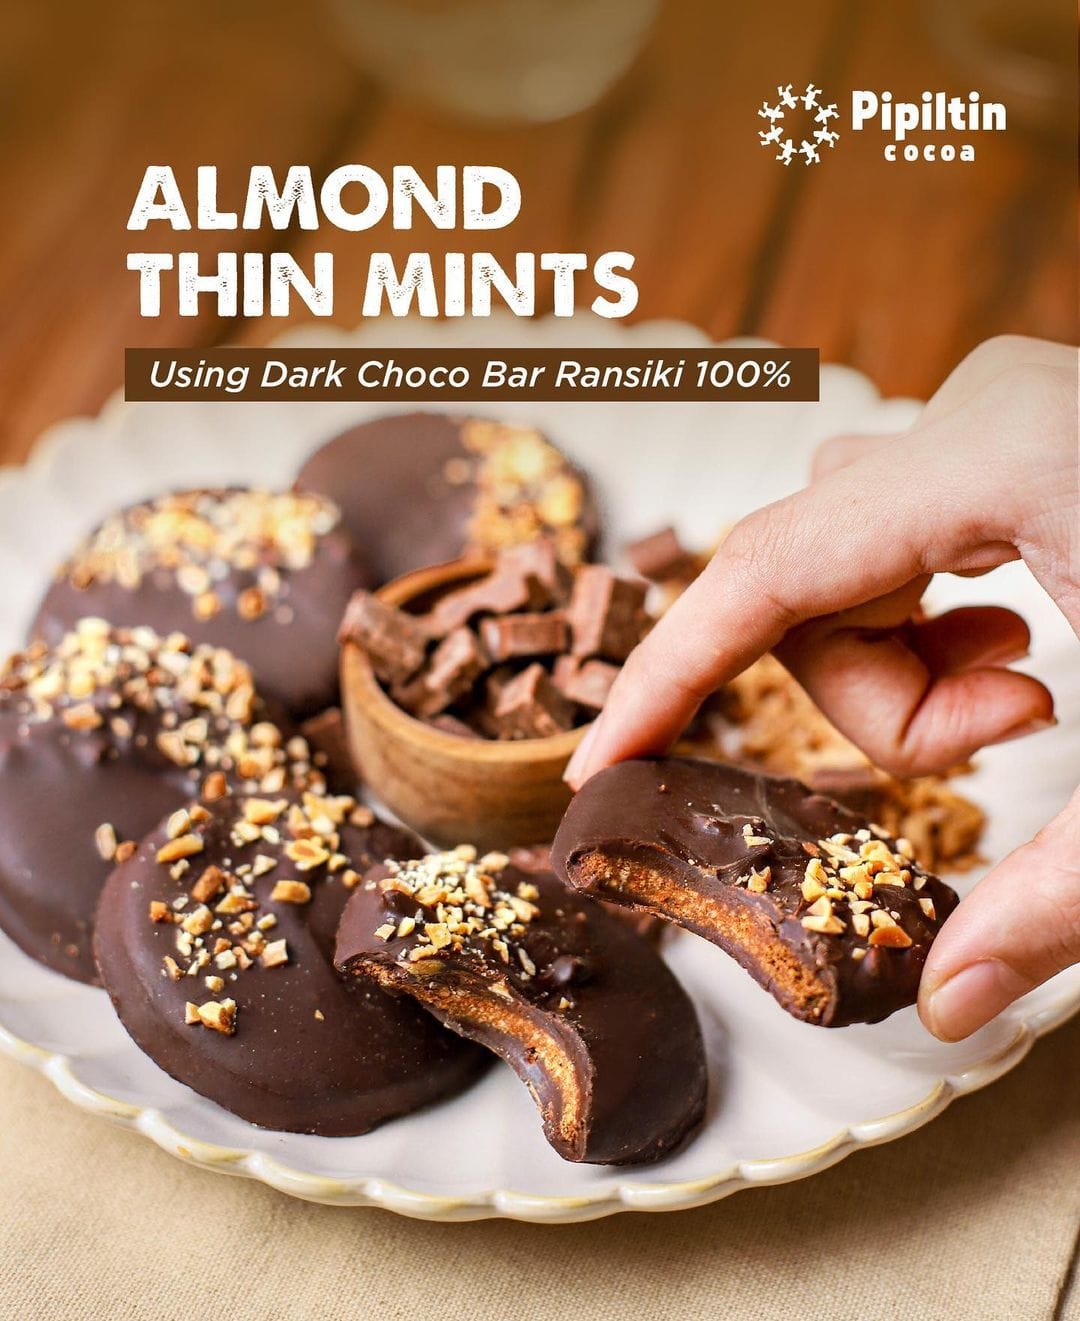 Pipiltin
cocoa
ALMOND
THIN MINTS
Using Dark Choco Bar Ransiki 100%